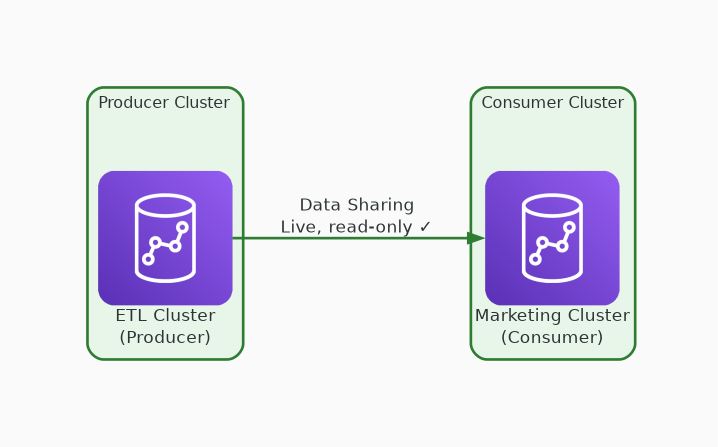 Producer Cluster
Consumer Cluster
Data Sharing
Live, read-only ✓
ETL Cluster
(Producer)
Marketing Cluster
(Consumer)